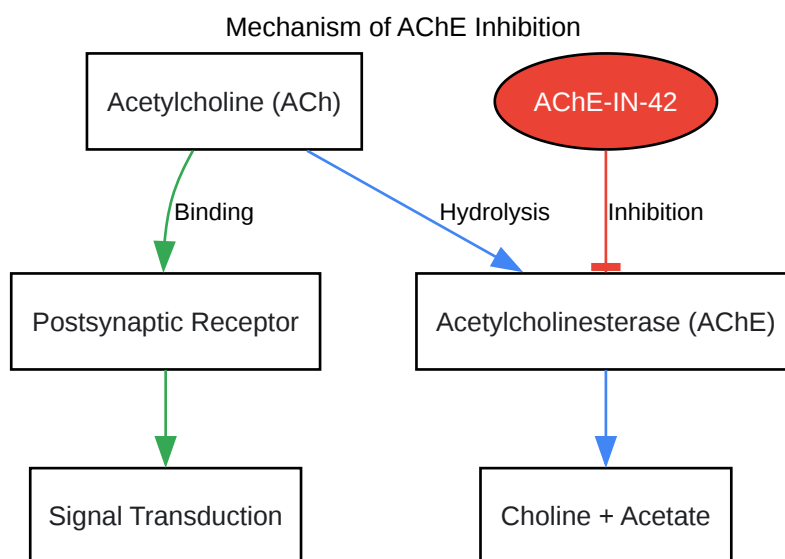 Mechanism of AChE Inhibition
Acetylcholine (ACh)
AChE-IN-42
Binding
Hydrolysis
Inhibition
Postsynaptic Receptor
Acetylcholinesterase (AChE)
Signal Transduction
Choline + Acetate